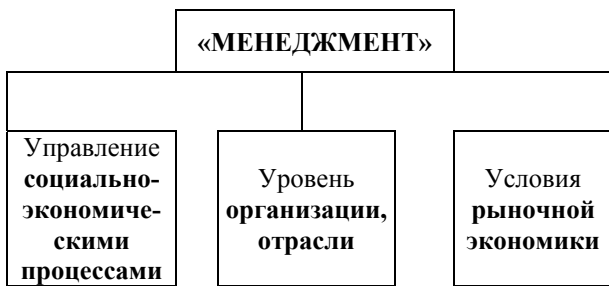 «МЕНЕДЖМЕНТ»
Управление
социально-
экономиче-
скими
процессами
Уровень
организации,
отрасли
Условия
рыночной
экономики